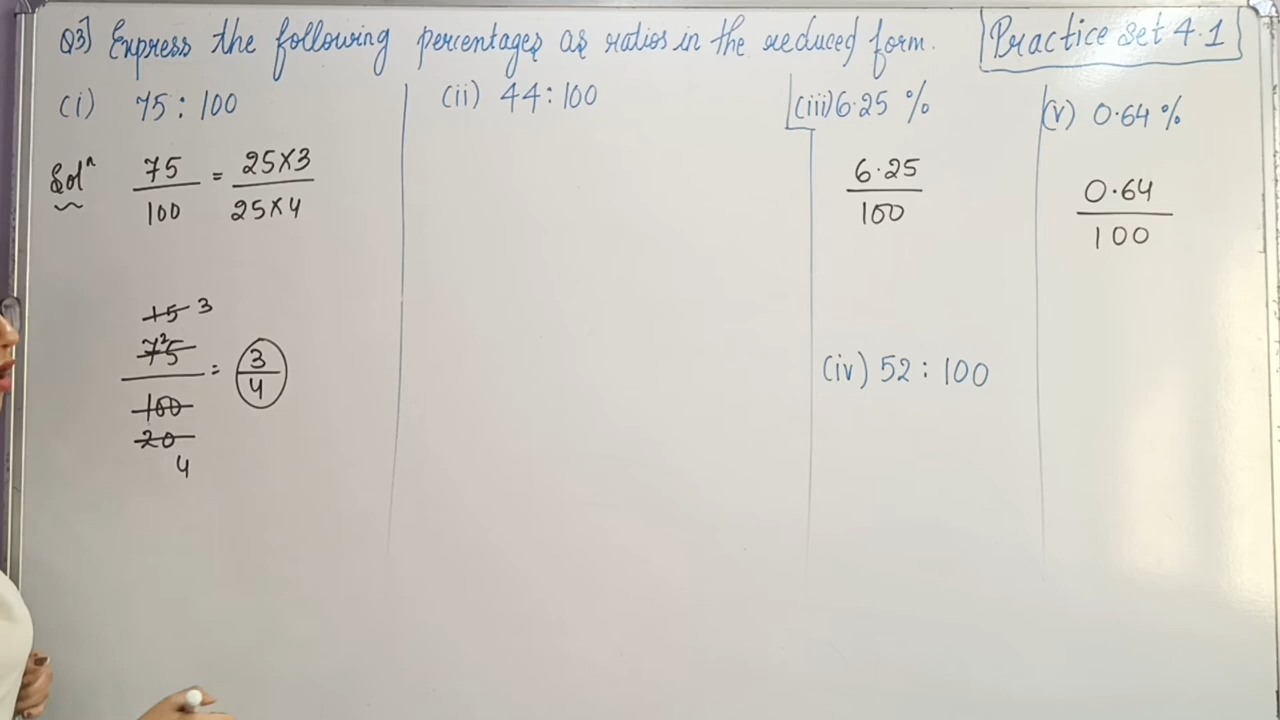 Q3] Express the following percentages as ratios in the reduced form.
Practice Set 4.1
(i) 75 : 100
Solⁿ 75/100 = 25×3/25×4
15 3
75 2
100
20
4
= 3/4
(ii) 44 : 100
(iii) 6.25 %
6.25/100
(iv) 52 : 100
(v) 0.64 %
0.64/100